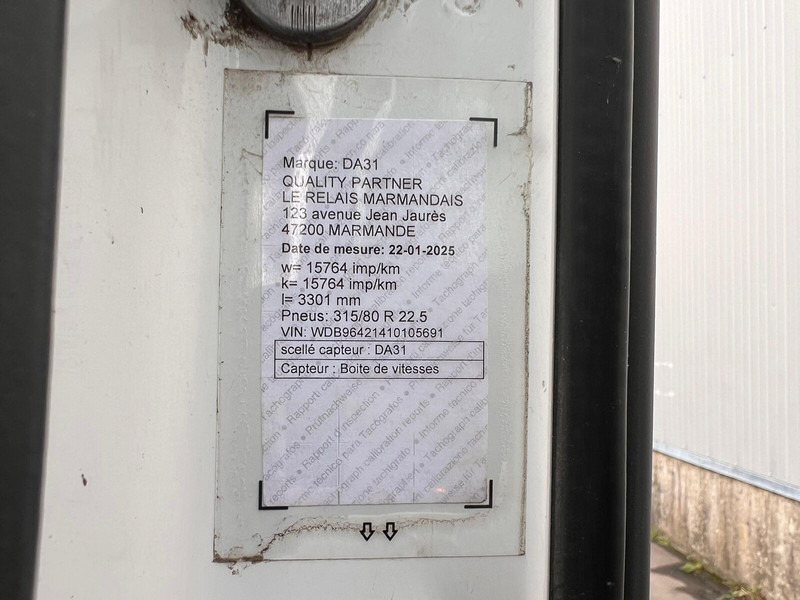 Marque: DA31
QUALITY PARTNER
LE RELAIS MARMANDAIS
123 avenue Jean Jaurès
47200 MARMANDE
Date de mesure: 22-01-2025
w= 15764 imp/km
k= 15764 imp/km
l= 3301 mm
Pneus: 315/80 R 22.5
VIN: WDB96421410105691
scellé capteur : DA31
Capteur : Boite de vitesses